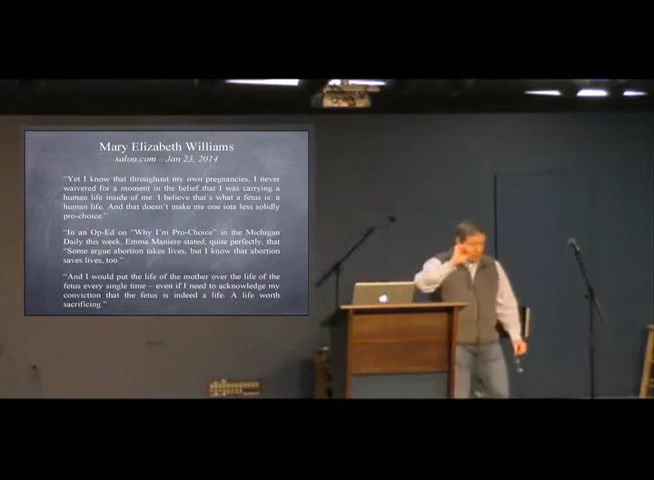 Mary Elizabeth Williams
salon.com – Jan 23, 2014
"Yet I know that throughout my own pregnancies, I never
waivered for a moment in the belief that I was carrying a
human life inside of me. I believe that's what a fetus is: a
human life. And that doesn't make me one iota less solidly
pro-choice."
"In an Op-Ed on "Why I'm Pro-Choice" in the Michigan
Daily this week, Emma Maniere stated, quite perfectly, that
"Some argue abortion takes lives, but I know that abortion
saves lives, too."
"And I would put the life of the mother over the life of the
fetus every single time – even if I need to acknowledge my
conviction that the fetus is indeed a life. A life worth
sacrificing."